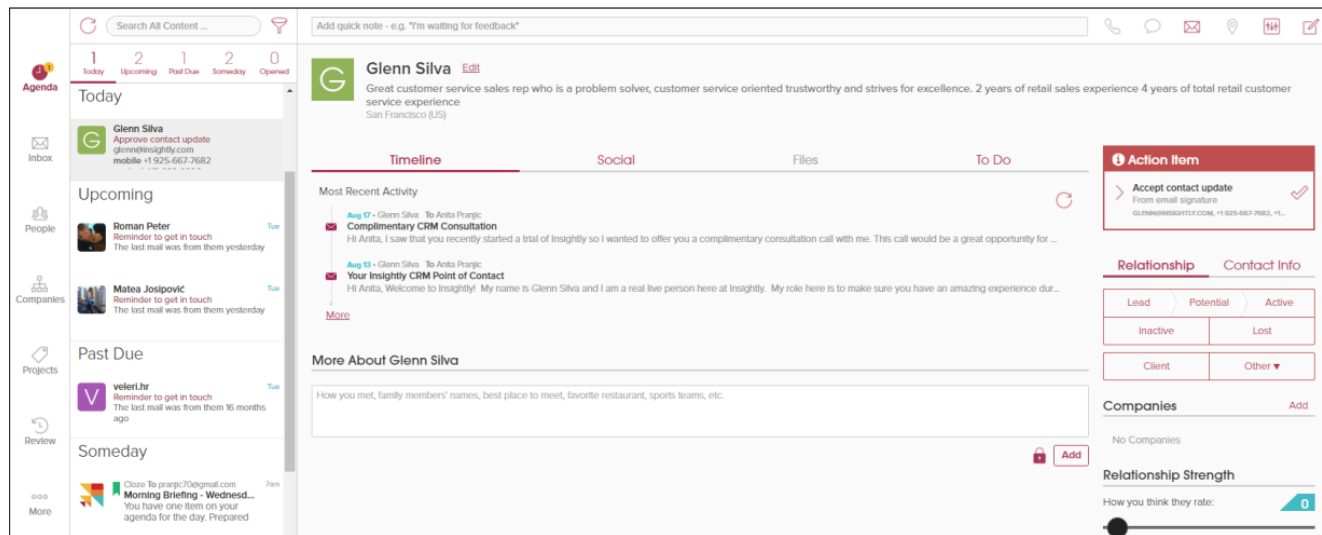 Search All Content ...
Add quick note - e.g. "I'm waiting for feedback"
1
Agenda
Inbox
People
Companies
Projects
Review
More
1 Today
2 Upcoming
1 Past Due
2 Someday
0 Opened
Today
G
Glenn Silva
Approve contact update
glenn@insightly.com
mobile +1 925-667-7682
Upcoming
Roman Peter Tue
Reminder to get in touch
The last mail was from them yesterday
Matea Josipović Tue
Reminder to get in touch
The last mail was from them yesterday
Past Due
V
veleri.hr Tue
Reminder to get in touch
The last mail was from them 16 months
ago
Someday
Cloze To pranjic70@gmail.com 7am
Morning Briefing - Wednesd...
You have one item on your
agenda for the day. Prepared
G
Glenn Silva Edit
Great customer service sales rep who is a problem solver, customer service oriented trustworthy and strives for excellence. 2 years of retail sales experience 4 years of total retail customer
service experience
San Francisco (US)
Timeline Social Files To Do
Most Recent Activity
Aug 17 - Glenn Silva To Anita Pranjic
Complimentary CRM Consultation
Hi Anita, I saw that you recently started a trial of Insightly so I wanted to offer you a complimentary consultation call with me. This call would be a great opportunity for ...
Aug 13 - Glenn Silva To Anita Pranjic
Your Insightly CRM Point of Contact
Hi Anita, Welcome to Insightly! My name is Glenn Silva and I am a real live person here at Insightly. My role here is to make sure you have an amazing experience dur...
More
More About Glenn Silva
How you met, family members' names, best place to meet, favorite restaurant, sports teams, etc.
Add
Action Item
Accept contact update
From email signature
GLENN@INSIGHTLY.COM, +1 925-667-7682, +1...
Relationship Contact Info
Lead Potential Active
Inactive Lost
Client Other ▼
Companies Add
No Companies
Relationship Strength
How you think they rate: 0